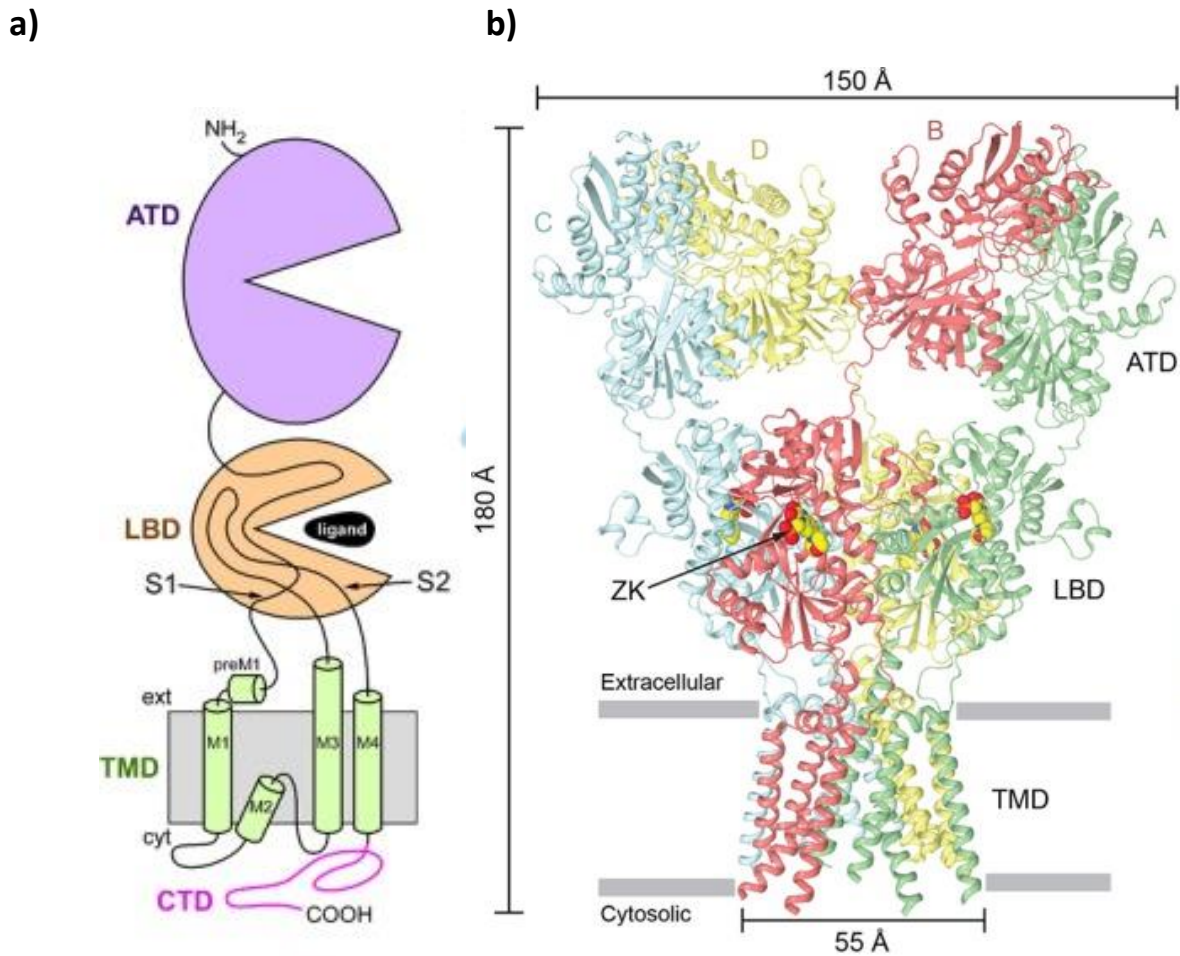 a)
NH2
ATD
LBD
ligand
S1
S2
preM1
ext
M1
M3
M4
TMD
M2
cyt
CTD
COOH
b)
150 Å
B
D
C
A
ATD
180 Å
ZK
LBD
Extracellular
TMD
Cytosolic
55 Å